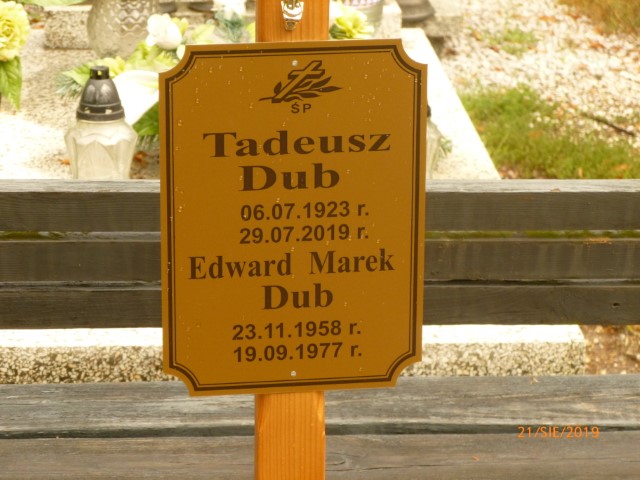 ŚP
Tadeusz
Dub
06.07.1923 r.
29.07.2019 r.
Edward Marek
Dub
23.11.1958 r.
19.09.1977 r.
21/SIE/2019